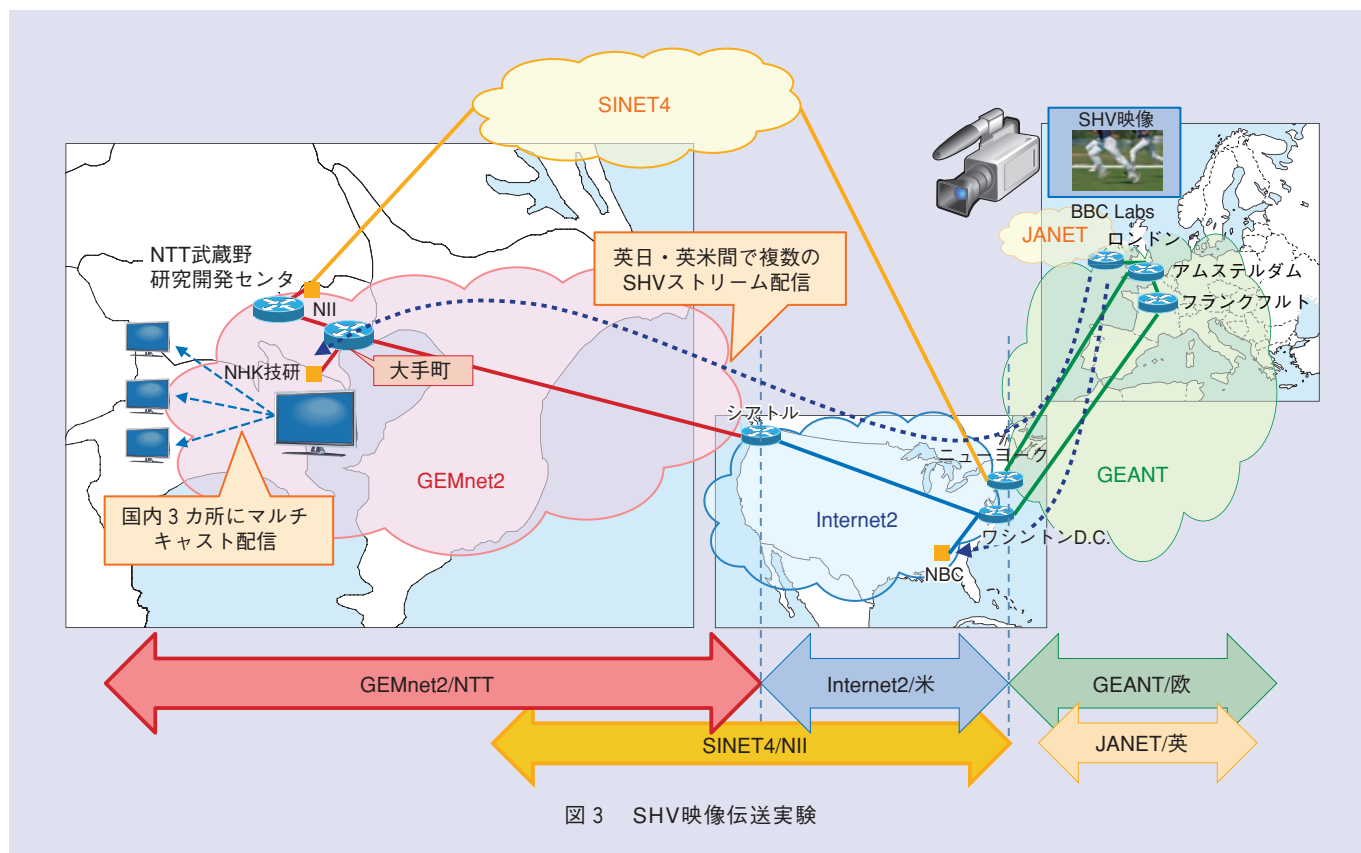 SINET4
SHV映像
BBC Labs
JANET
ロンドン
アムステルダム
フランクフルト
NTT武蔵野
研究開発センタ
NII
英日・英米間で複数の
SHVストリーム配信
NHK技研
大手町
シアトル
ニューヨーク
GEMnet2
GEANT
国内3カ所にマルチ
キャスト配信
Internet2
ワシントンD.C.
NBC
GEMnet2/NTT
Internet2/米
GEANT/欧
SINET4/NII
JANET/英
図3 SHV映像伝送実験